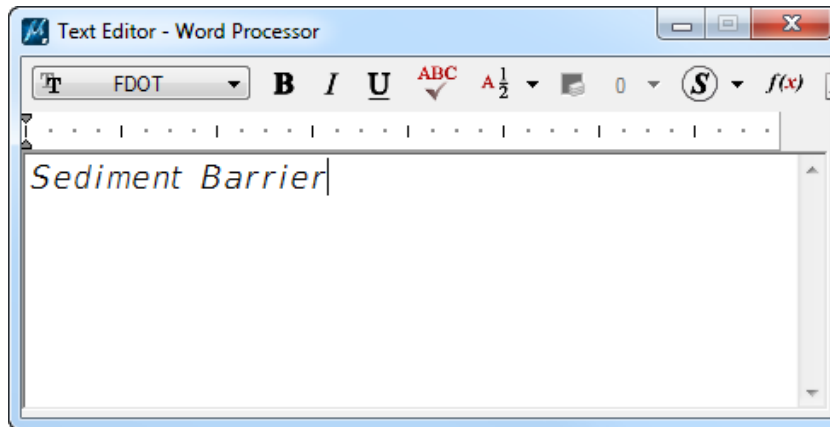 Text Editor - Word Processor
FDOT B I U ABC A½ 0 S f(x)
Sediment Barrier